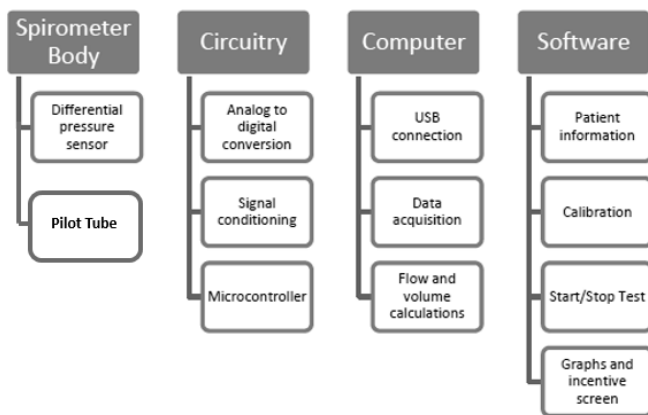 Spirometer
Body
Differential
pressure
sensor
Pilot Tube
Circuitry
Analog to
digital
conversion
Signal
conditioning
Microcontroller
Computer
USB
connection
Data
acquisition
Flow and
volume
calculations
Software
Patient
information
Calibration
Start/Stop Test
Graphs and
incentive
screen